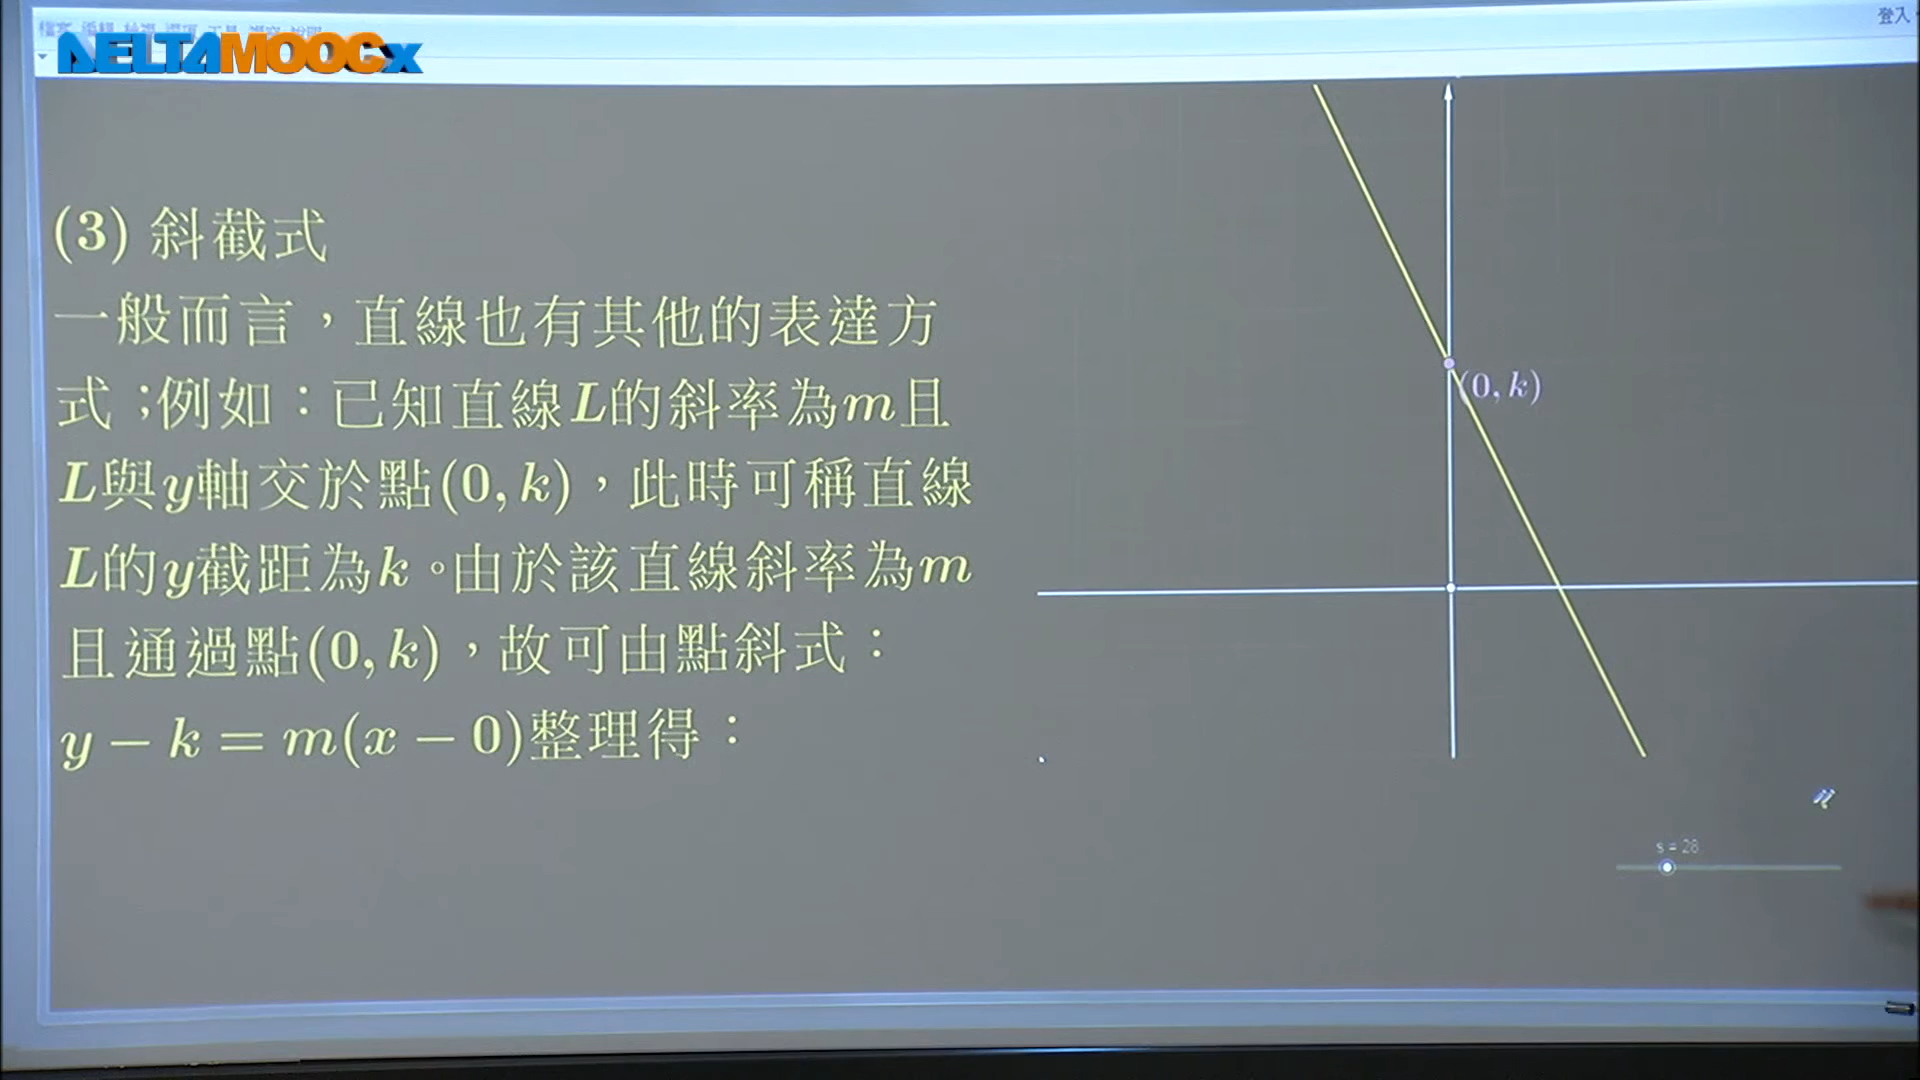 登入
DELTAMOOCx
(3) 斜截式
一般而言，直線也有其他的表達方
式；例如：已知直線L的斜率為m且
L與y軸交於點(0, k)，此時可稱直線
L的y截距為k。由於該直線斜率為m
且通過點(0, k)，故可由點斜式：
y − k = m(x − 0)整理得：
(0, k)
s = 28